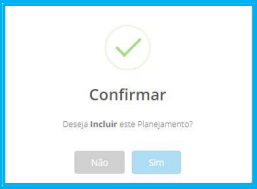 Confirmar
Deseja Incluir este Planejamento?
Não
Sim